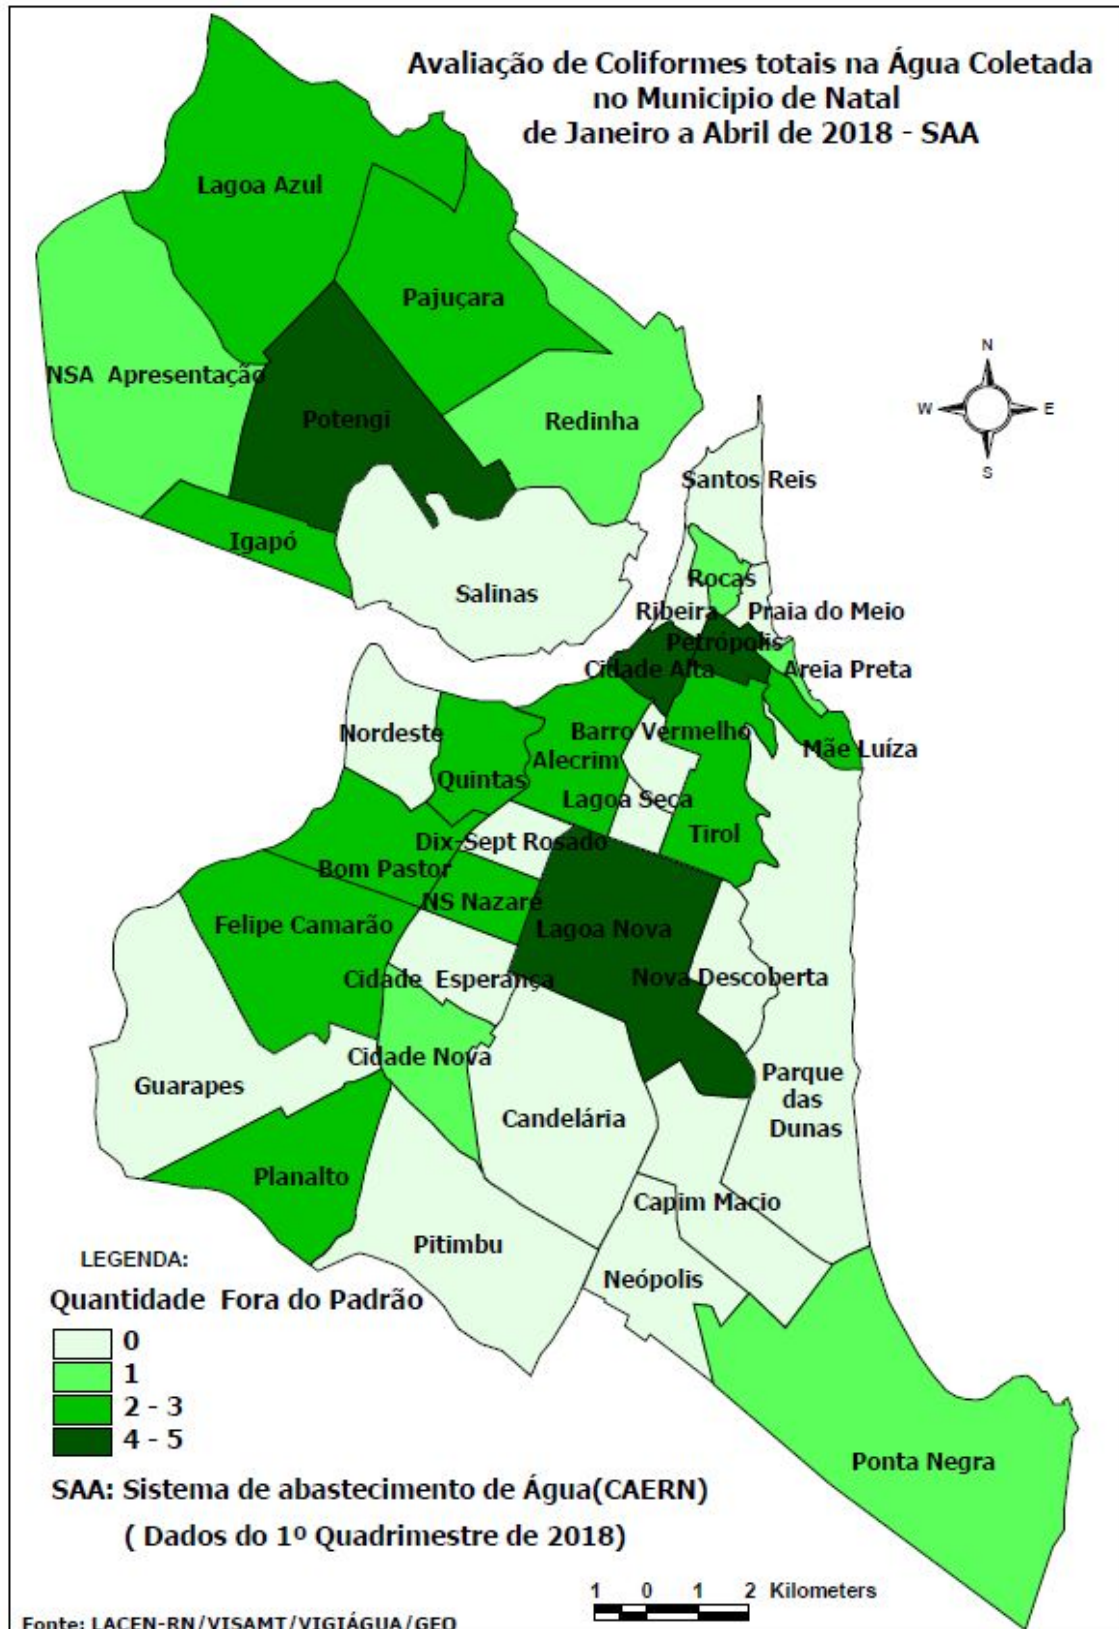 Avaliação de Coliformes totais na Água Coletada
no Municipio de Natal
de Janeiro a Abril de 2018 - SAA
Lagoa Azul
Pajuçara
NSA Apresentação
Potengi
Redinha
N
W
E
S
Santos Reis
Igapó
Rocas
Salinas
Ribeira
Praia do Meio
Petrópolis
Cidade Alta
Areia Preta
Nordeste
Barro Vermelho
Mãe Luíza
Alecrim
Quintas
Lagoa Seca
Tirol
Dix-Sept Rosado
Bom Pastor
NS Nazaré
Felipe Camarão
Lagoa Nova
Cidade Esperança
Nova Descoberta
Cidade Nova
Guarapes
Parque
das
Dunas
Candelária
Planalto
Capim Macio
Pitimbu
Neópolis
Ponta Negra
LEGENDA:
Quantidade Fora do Padrão
0
1
2 - 3
4 - 5
SAA: Sistema de abastecimento de Água(CAERN)
( Dados do 1º Quadrimestre de 2018)
1 0 1 2 Kilometers
Fonte: LACEN-RN/VISAMT/VIGIÁGUA/GEO